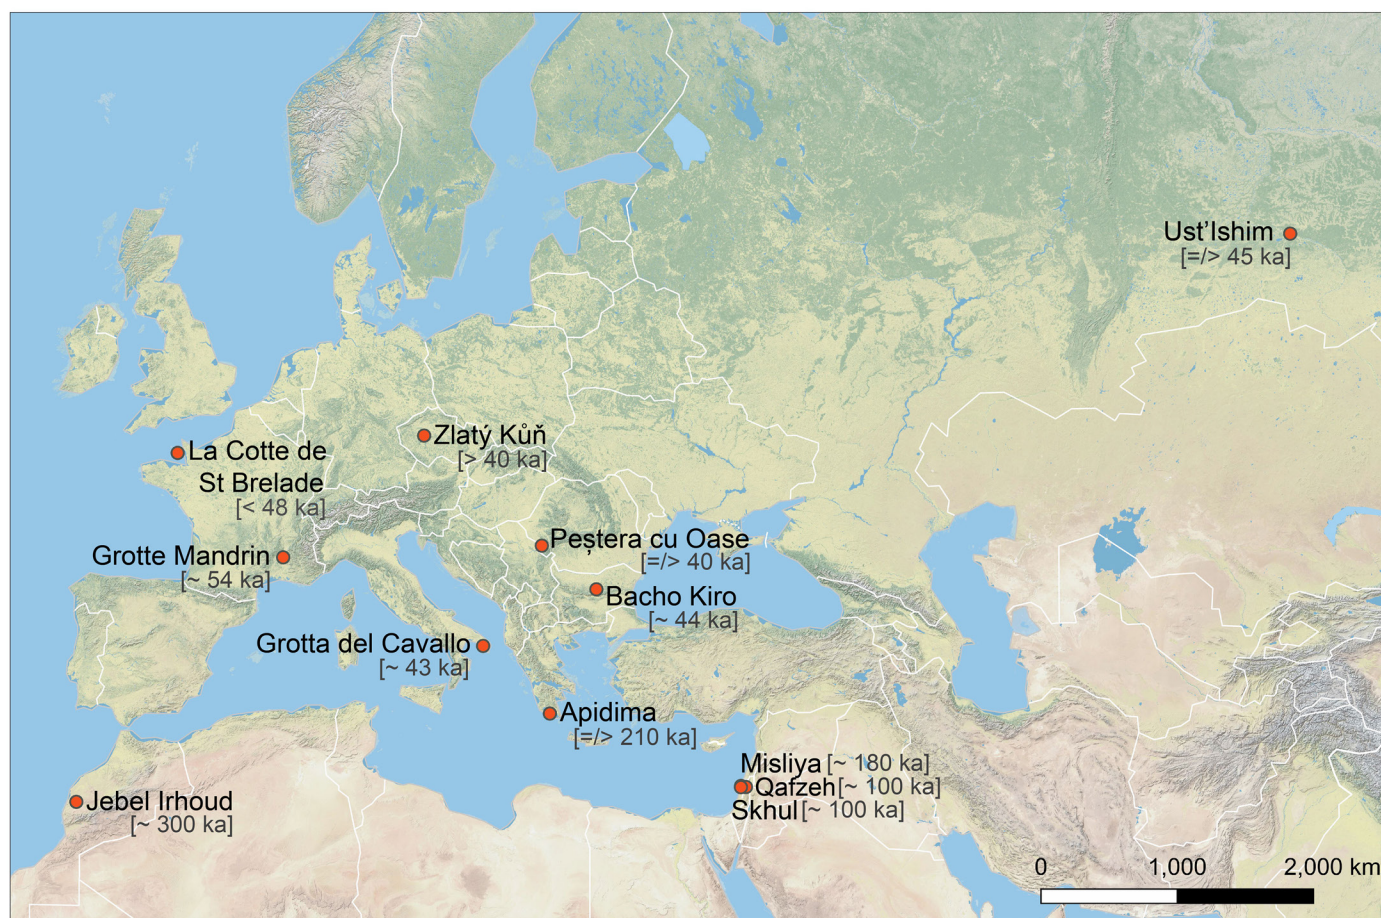 Ust’Ishim
[=/> 45 ka]
Zlatý Kůň
[> 40 ka]
La Cotte de
St Brelade
[< 48 ka]
Peștera cu Oase
[=/> 40 ka]
Grotte Mandrin
[~ 54 ka]
Bacho Kiro
[~ 44 ka]
Grotta del Cavallo
[~ 43 ka]
Apidima
[=/> 210 ka]
Misliya [~ 180 ka]
Qafzeh [~ 100 ka]
Skhul [~ 100 ka]
Jebel Irhoud
[~ 300 ka]
0 1,000 2,000 km